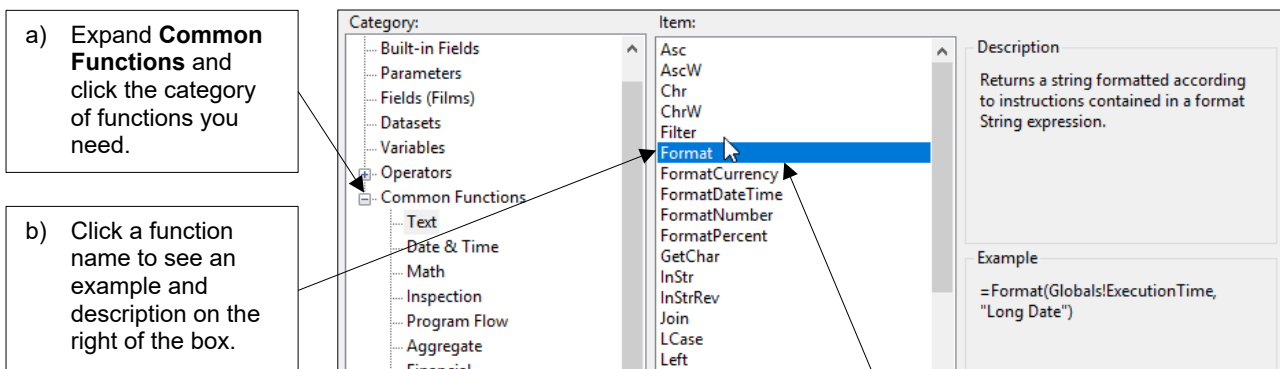 a) Expand Common
Functions and
click the category
of functions you
need.
b) Click a function
name to see an
example and
description on the
right of the box.
Category:
Built-in Fields
Parameters
Fields (Films)
Datasets
Variables
Operators
Common Functions
Text
Date & Time
Math
Inspection
Program Flow
Aggregate
Financial
Item:
Asc
AscW
Chr
ChrW
Filter
Format
FormatCurrency
FormatDateTime
FormatNumber
FormatPercent
GetChar
InStr
InStrRev
Join
LCase
Left
Description
Returns a string formatted according
to instructions contained in a format
String expression.
Example
=Format(Globals!ExecutionTime,
"Long Date")